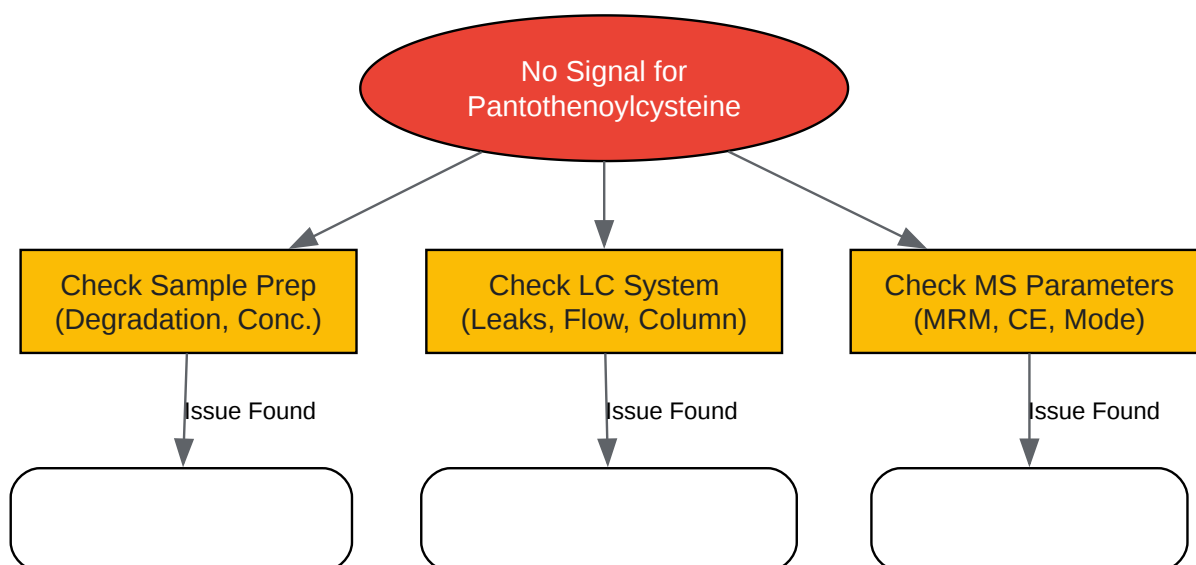 No Signal for
Pantothenoylcysteine
Check Sample Prep
(Degradation, Conc.)
Check LC System
(Leaks, Flow, Column)
Check MS Parameters
(MRM, CE, Mode)
Issue Found
Issue Found
Issue Found